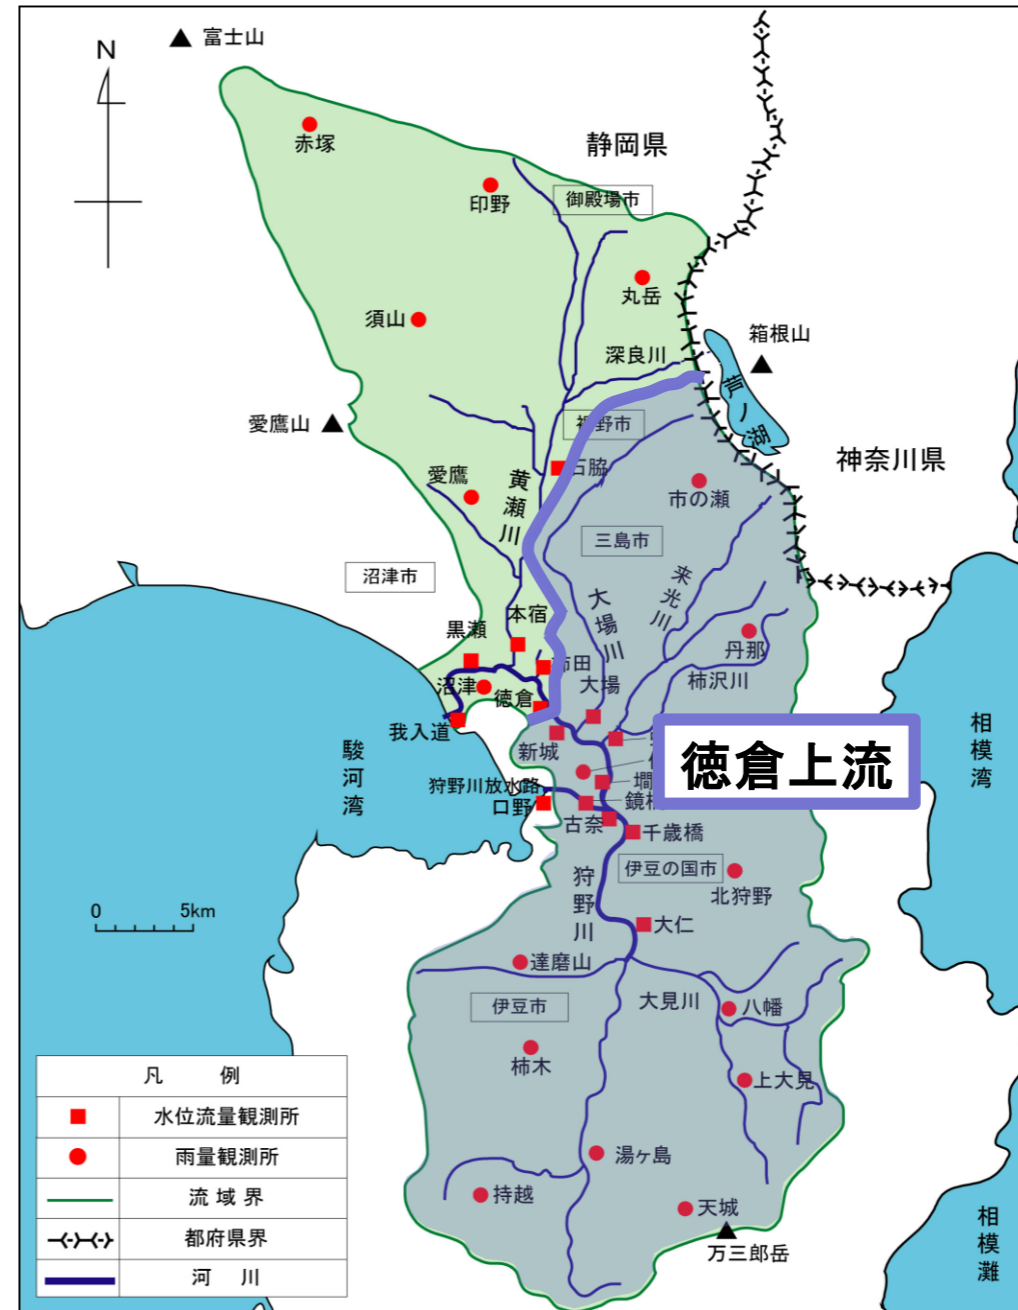 富士山
N
静岡県
赤塚
印野
御殿場市
丸岳
須山
深良川
箱根山
芦ノ湖
愛鷹山
裾野市
神奈川県
愛鷹
黄瀬川
石脇
市の瀬
三島市
沼津市
来光川
大場川
本宿
黒瀬
丹那
柿沢川
沼津
徳倉
大場
我入道
新城
徳倉上流
駿河湾
相模湾
狩野川放水路
口野
鏡橋
古奈
千歳橋
伊豆の国市
狩野川
北狩野
0 5km
大仁
達磨山
大見川
伊豆市
八幡
柿木
上大見
湯ヶ島
持越
天城
万三郎岳
相模灘
凡 例
水位流量観測所
雨量観測所
流域界
都府県界
河 川